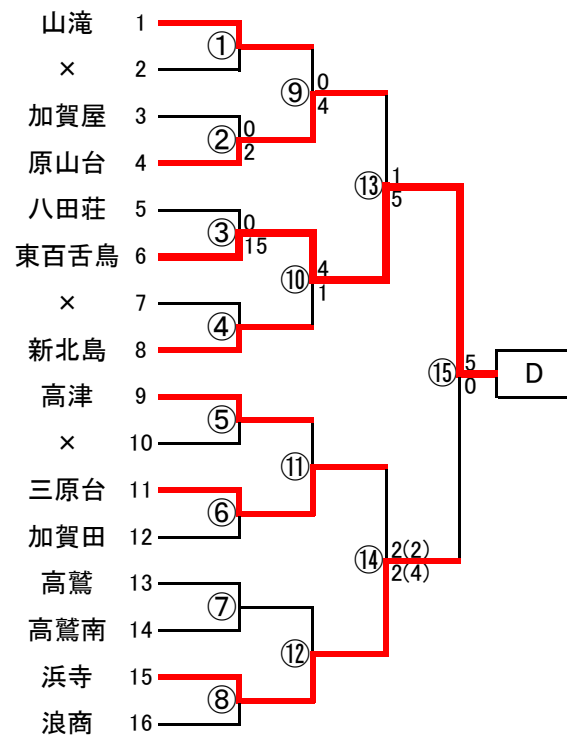 山滝 1
①
× 2
⑨ 0
4
加賀屋 3
② 0
2
原山台 4
⑬ 1
5
八田荘 5
③ 0
15
東百舌鳥 6
⑩ 4
1
× 7
④
新北島 8
⑮ 5
0
D
高津 9
⑤
× 10
⑪
三原台 11
⑥
加賀田 12
⑭ 2(2)
2(4)
高鷲 13
⑦
高鷲南 14
⑫
浜寺 15
⑧
浪商 16